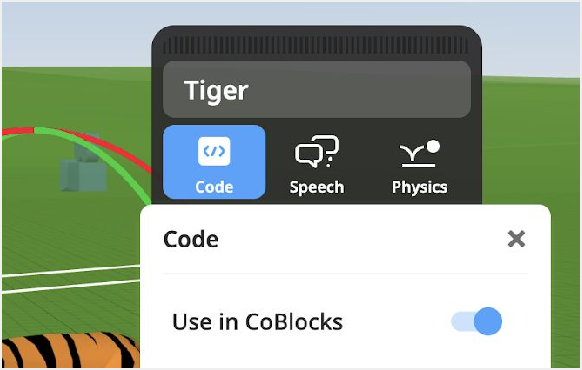 Tiger
Code
Speech
Physics
Code
Use in CoBlocks